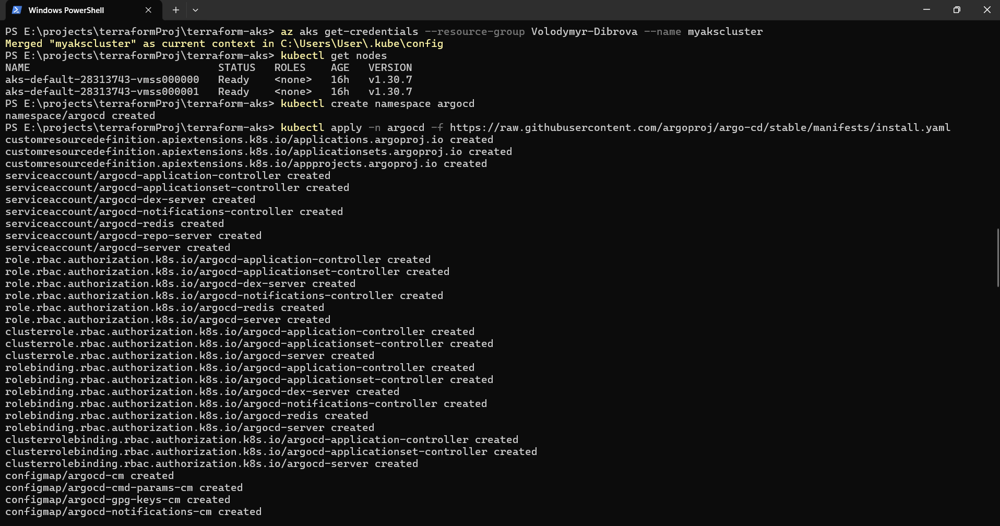 Windows PowerShell
PS E:\projects\terraformProj\terraform-aks> az aks get-credentials --resource-group Volodymyr-Dibrova --name myakscluster
Merged "myakscluster" as current context in C:\Users\User\.kube\config
PS E:\projects\terraformProj\terraform-aks> kubectl get nodes
NAME                              STATUS   ROLES    AGE   VERSION
aks-default-28313743-vmss000000   Ready    <none>   16h   v1.30.7
aks-default-28313743-vmss000001   Ready    <none>   16h   v1.30.7
PS E:\projects\terraformProj\terraform-aks> kubectl create namespace argocd
namespace/argocd created
PS E:\projects\terraformProj\terraform-aks> kubectl apply -n argocd -f https://raw.githubusercontent.com/argoproj/argo-cd/stable/manifests/install.yaml
customresourcedefinition.apiextensions.k8s.io/applications.argoproj.io created
customresourcedefinition.apiextensions.k8s.io/applicationsets.argoproj.io created
customresourcedefinition.apiextensions.k8s.io/appprojects.argoproj.io created
serviceaccount/argocd-application-controller created
serviceaccount/argocd-applicationset-controller created
serviceaccount/argocd-dex-server created
serviceaccount/argocd-notifications-controller created
serviceaccount/argocd-redis created
serviceaccount/argocd-repo-server created
serviceaccount/argocd-server created
role.rbac.authorization.k8s.io/argocd-application-controller created
role.rbac.authorization.k8s.io/argocd-applicationset-controller created
role.rbac.authorization.k8s.io/argocd-dex-server created
role.rbac.authorization.k8s.io/argocd-notifications-controller created
role.rbac.authorization.k8s.io/argocd-redis created
role.rbac.authorization.k8s.io/argocd-server created
clusterrole.rbac.authorization.k8s.io/argocd-application-controller created
clusterrole.rbac.authorization.k8s.io/argocd-applicationset-controller created
clusterrole.rbac.authorization.k8s.io/argocd-server created
rolebinding.rbac.authorization.k8s.io/argocd-application-controller created
rolebinding.rbac.authorization.k8s.io/argocd-applicationset-controller created
rolebinding.rbac.authorization.k8s.io/argocd-dex-server created
rolebinding.rbac.authorization.k8s.io/argocd-notifications-controller created
rolebinding.rbac.authorization.k8s.io/argocd-redis created
rolebinding.rbac.authorization.k8s.io/argocd-server created
clusterrolebinding.rbac.authorization.k8s.io/argocd-application-controller created
clusterrolebinding.rbac.authorization.k8s.io/argocd-applicationset-controller created
clusterrolebinding.rbac.authorization.k8s.io/argocd-server created
configmap/argocd-cm created
configmap/argocd-cmd-params-cm created
configmap/argocd-gpg-keys-cm created
configmap/argocd-notifications-cm created